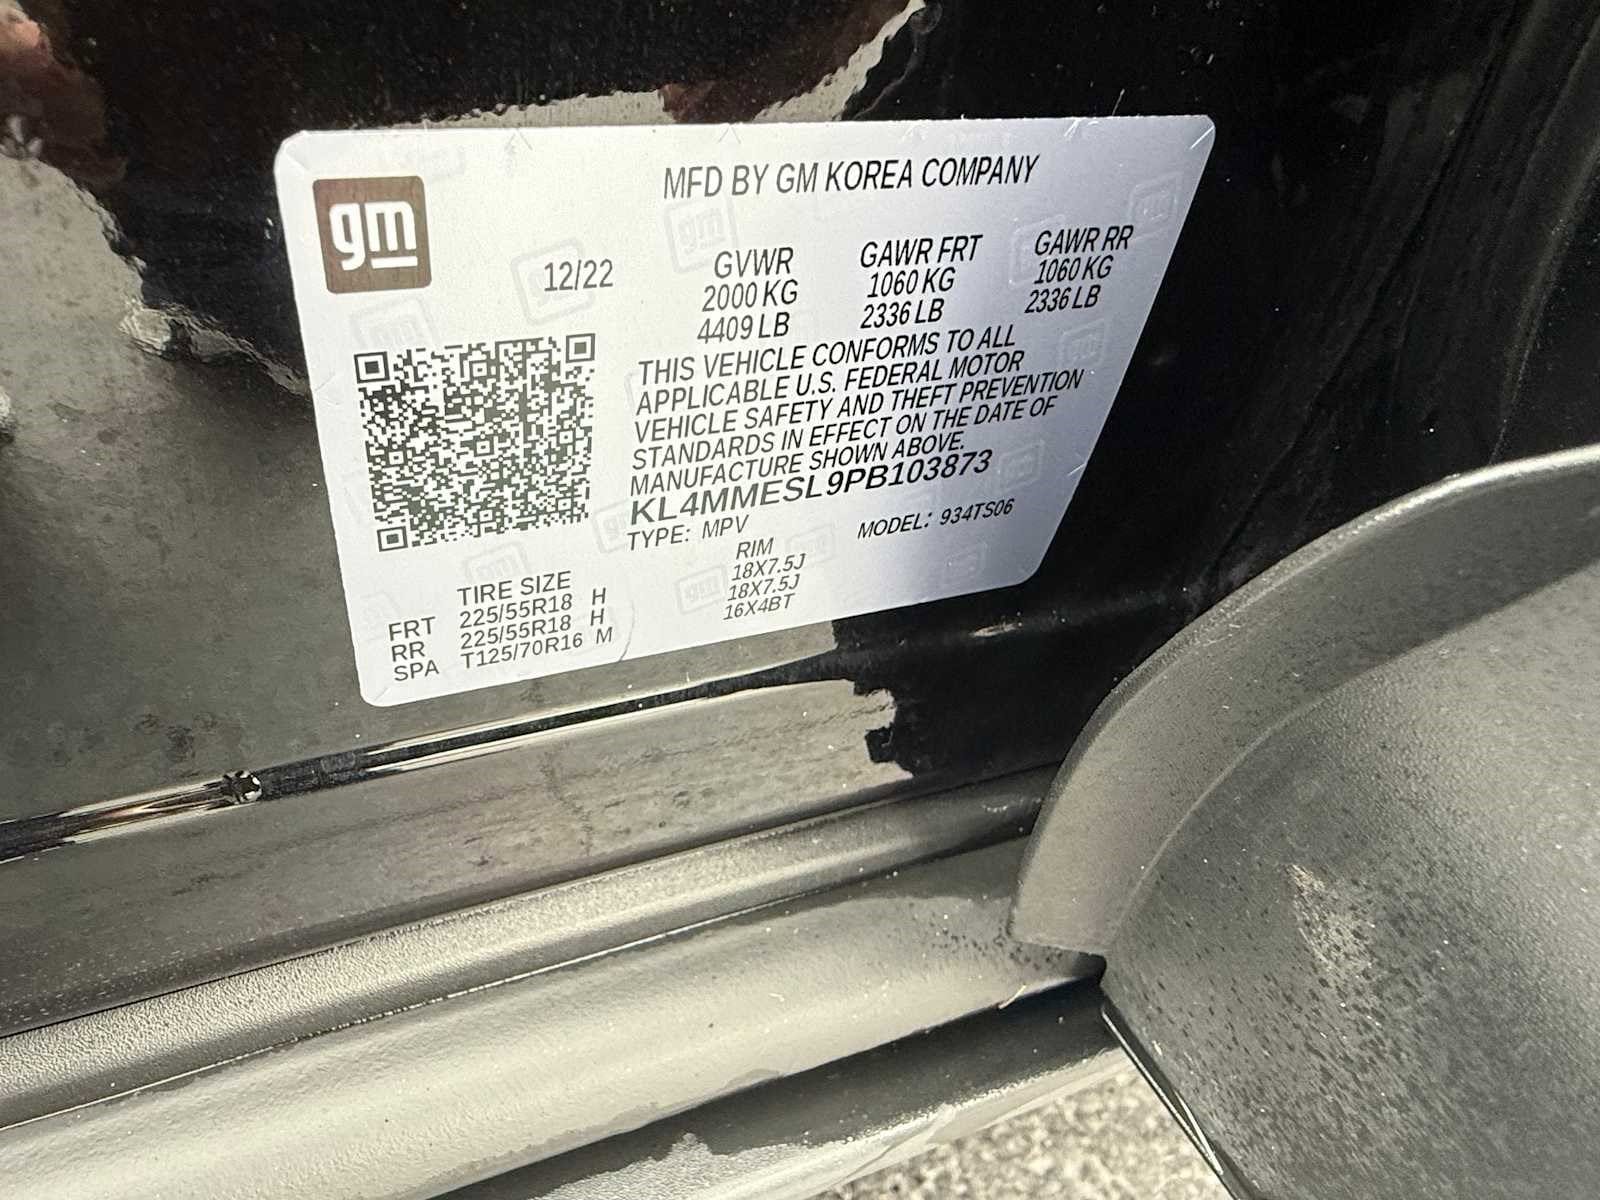 MFD BY GM KOREA COMPANY
gm
12/22
GVWR GAWR FRT GAWR RR
2000 KG 1060 KG 1060 KG
4409 LB 2336 LB 2336 LB
THIS VEHICLE CONFORMS TO ALL
APPLICABLE U.S. FEDERAL MOTOR
VEHICLE SAFETY AND THEFT PREVENTION
STANDARDS IN EFFECT ON THE DATE OF
MANUFACTURE SHOWN ABOVE.
KL4MMESL9PB103873
TYPE: MPV MODEL: 934TS06
TIRE SIZE RIM
FRT 225/55R18 H 18X7.5J
RR 225/55R18 H 18X7.5J
SPA T125/70R16 M 16X4BT